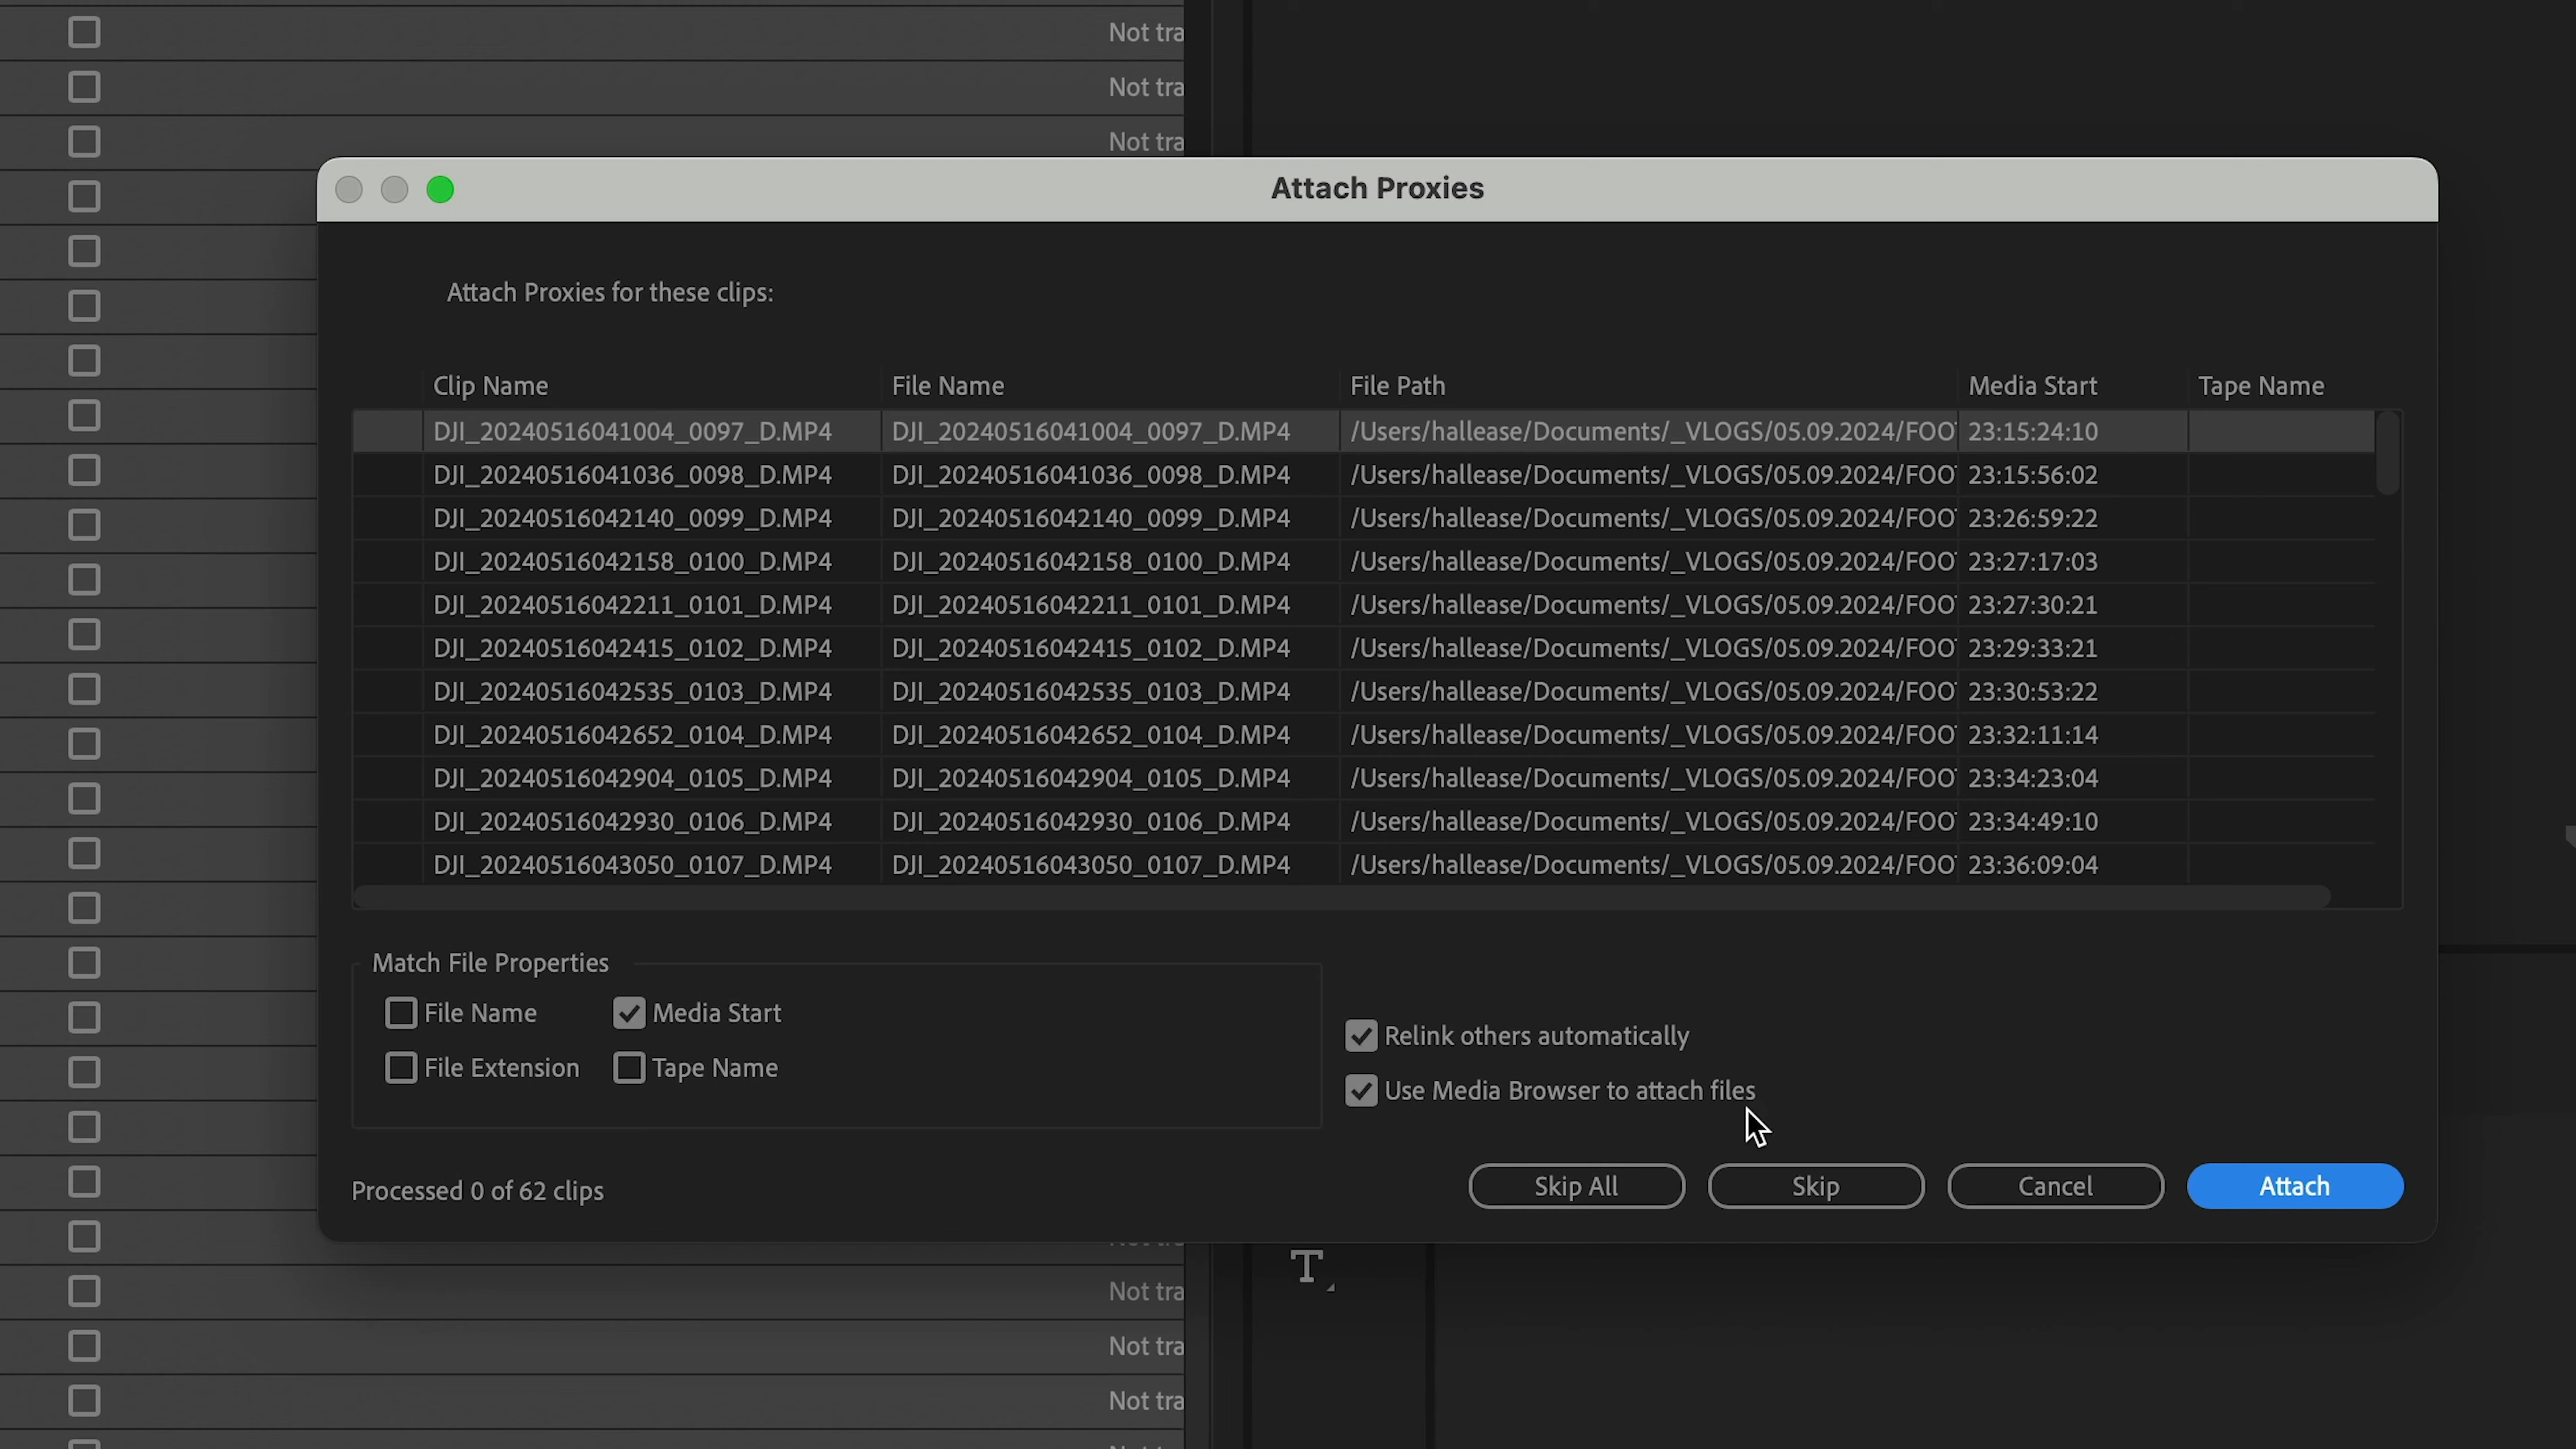 Not tra
Not tra
Not tra
Attach Proxies
Attach Proxies for these clips:
Clip Name File Name File Path Media Start Tape Name
DJI_20240516041004_0097_D.MP4 DJI_20240516041004_0097_D.MP4 /Users/hallease/Documents/_VLOGS/05.09.2024/FOO 23:15:24:10
DJI_20240516041036_0098_D.MP4 DJI_20240516041036_0098_D.MP4 /Users/hallease/Documents/_VLOGS/05.09.2024/FOO 23:15:56:02
DJI_20240516042140_0099_D.MP4 DJI_20240516042140_0099_D.MP4 /Users/hallease/Documents/_VLOGS/05.09.2024/FOO 23:26:59:22
DJI_20240516042158_0100_D.MP4 DJI_20240516042158_0100_D.MP4 /Users/hallease/Documents/_VLOGS/05.09.2024/FOO 23:27:17:03
DJI_20240516042211_0101_D.MP4 DJI_20240516042211_0101_D.MP4 /Users/hallease/Documents/_VLOGS/05.09.2024/FOO 23:27:30:21
DJI_20240516042415_0102_D.MP4 DJI_20240516042415_0102_D.MP4 /Users/hallease/Documents/_VLOGS/05.09.2024/FOO 23:29:33:21
DJI_20240516042535_0103_D.MP4 DJI_20240516042535_0103_D.MP4 /Users/hallease/Documents/_VLOGS/05.09.2024/FOO 23:30:53:22
DJI_20240516042652_0104_D.MP4 DJI_20240516042652_0104_D.MP4 /Users/hallease/Documents/_VLOGS/05.09.2024/FOO 23:32:11:14
DJI_20240516042904_0105_D.MP4 DJI_20240516042904_0105_D.MP4 /Users/hallease/Documents/_VLOGS/05.09.2024/FOO 23:34:23:04
DJI_20240516042930_0106_D.MP4 DJI_20240516042930_0106_D.MP4 /Users/hallease/Documents/_VLOGS/05.09.2024/FOO 23:34:49:10
DJI_20240516043050_0107_D.MP4 DJI_20240516043050_0107_D.MP4 /Users/hallease/Documents/_VLOGS/05.09.2024/FOO 23:36:09:04
Match File Properties
File Name Media Start
File Extension Tape Name
Relink others automatically
Use Media Browser to attach files
Processed 0 of 62 clips
Skip All Skip Cancel Attach
T
Not tra
Not tra
Not tra